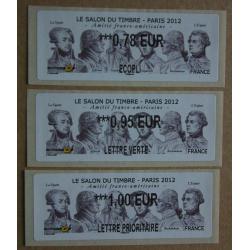 LE SALON DU TIMBRE - PARIS 2012
Amitié franco-américaine
***0,78 EUR
ECOPLI
FRANCE
LE SALON DU TIMBRE - PARIS 2012
Amitié franco-américaine
***0,95 EUR
LETTRE VERTE
FRANCE
LE SALON DU TIMBRE - PARIS 2012
Amitié franco-américaine
***1,00 EUR
LETTRE PRIORITAIRE
FRANCE